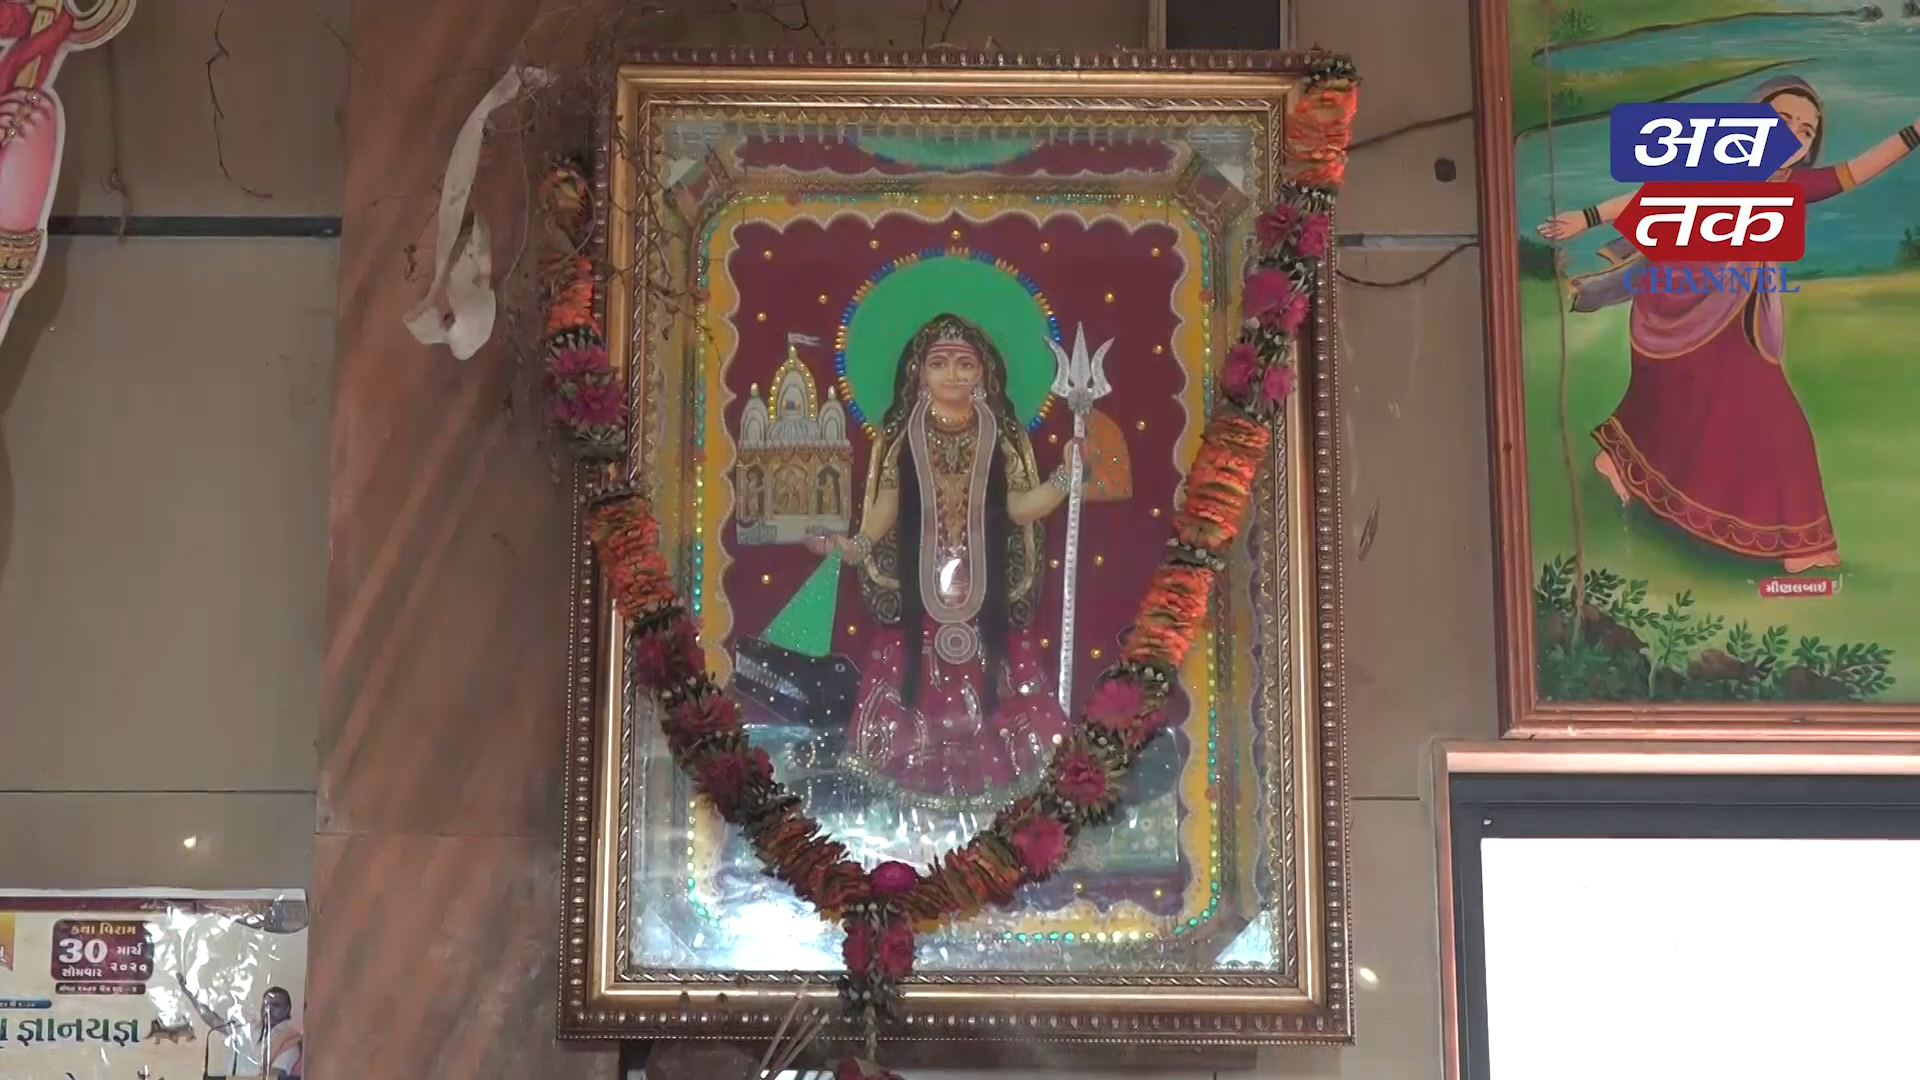 अब
तक
CHANNEL
મીણલબાઈ
કથા વિરામ
30 માર્ચ
સોમવાર ૨૦૨૦
જ્ઞાનયજ્ઞ